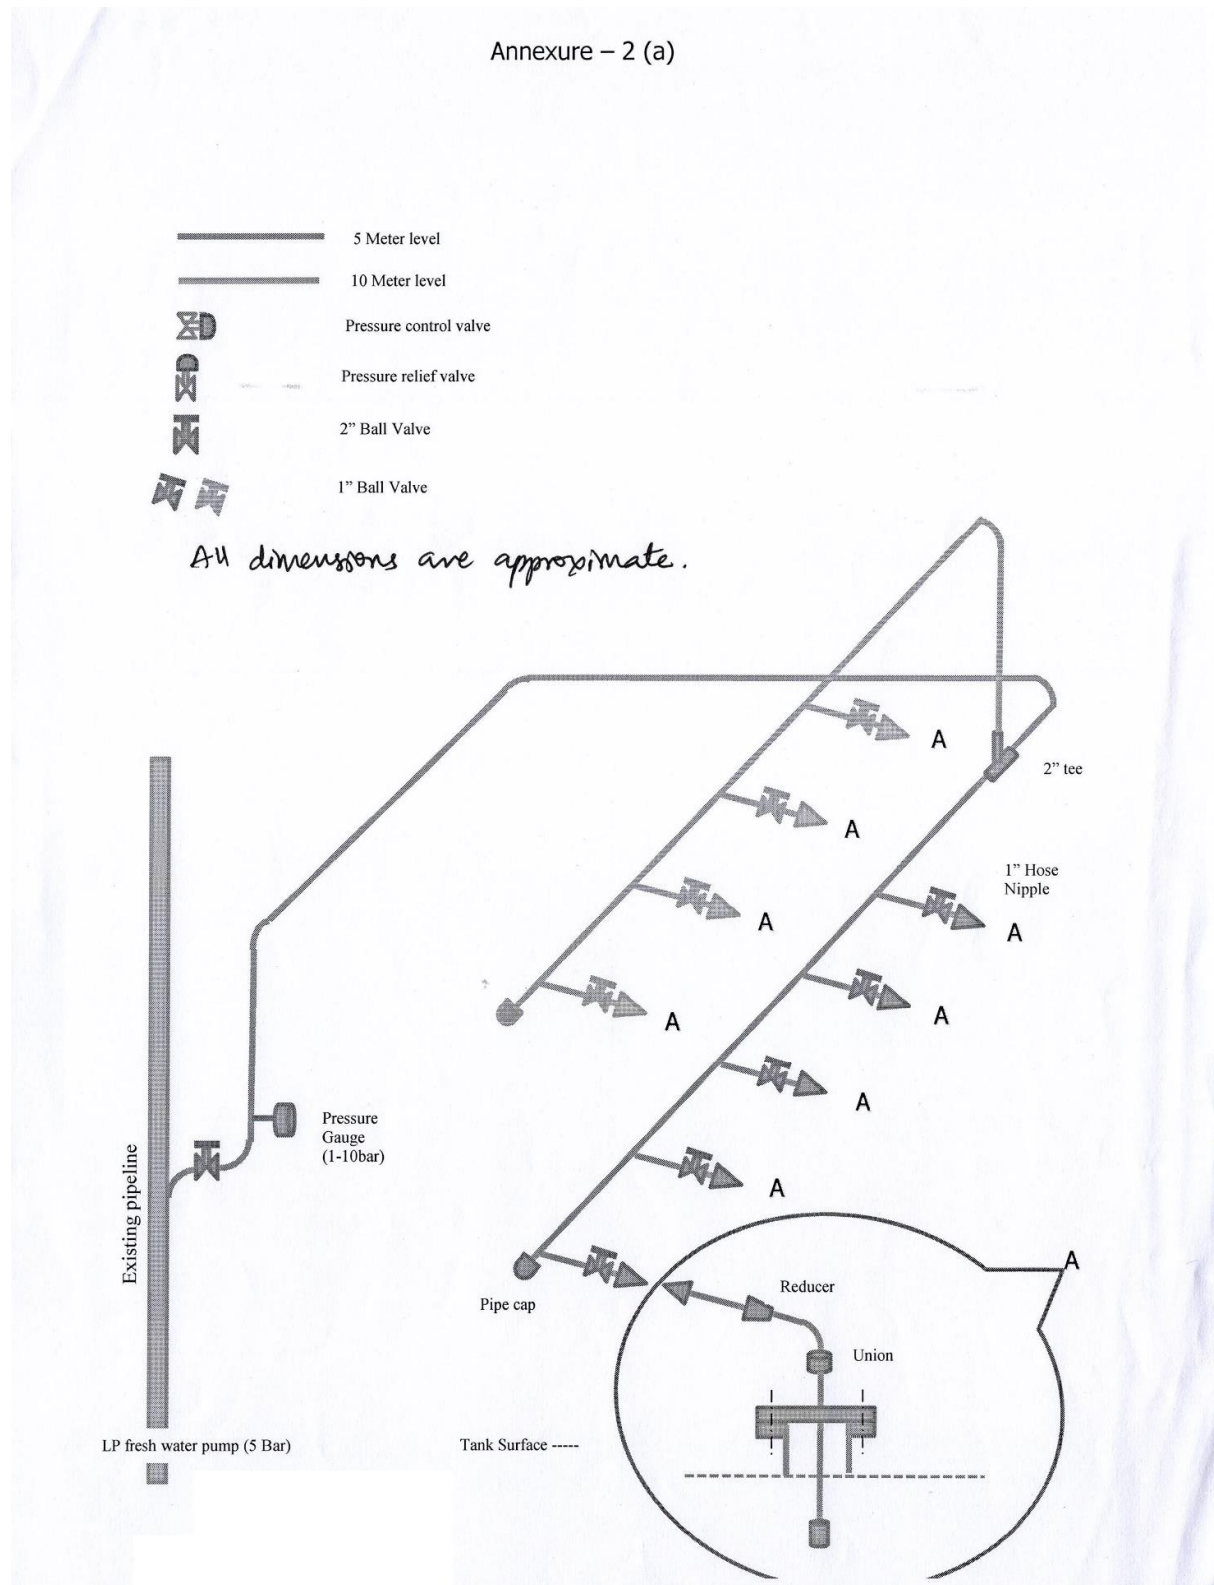 Annexure – 2 (a)
5 Meter level
10 Meter level
Pressure control valve
Pressure relief valve
2” Ball Valve
1” Ball Valve
All dimensions are approximate.
A
2” tee
A
1” Hose
Nipple
A
A
A
A
A
A
Pressure
Gauge
(1-10bar)
Existing pipeline
A
A
Reducer
Pipe cap
Union
LP fresh water pump (5 Bar)
Tank Surface -----